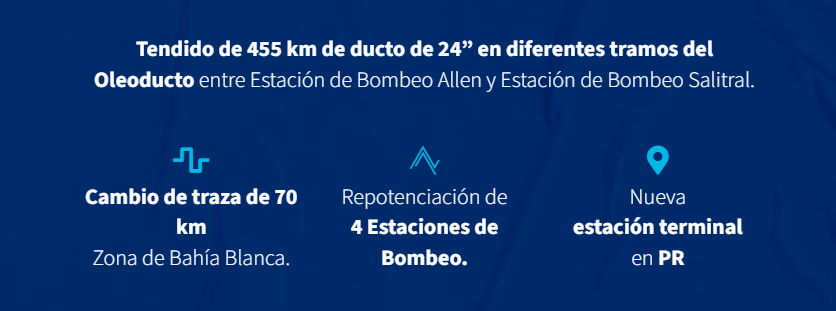 Tendido de 455 km de ducto de 24” en diferentes tramos del
Oleoducto entre Estación de Bombeo Allen y Estación de Bombeo Salitral.
Cambio de traza de 70
km
Zona de Bahía Blanca.
Repotenciación de
4 Estaciones de
Bombeo.
Nueva
estación terminal
en PR